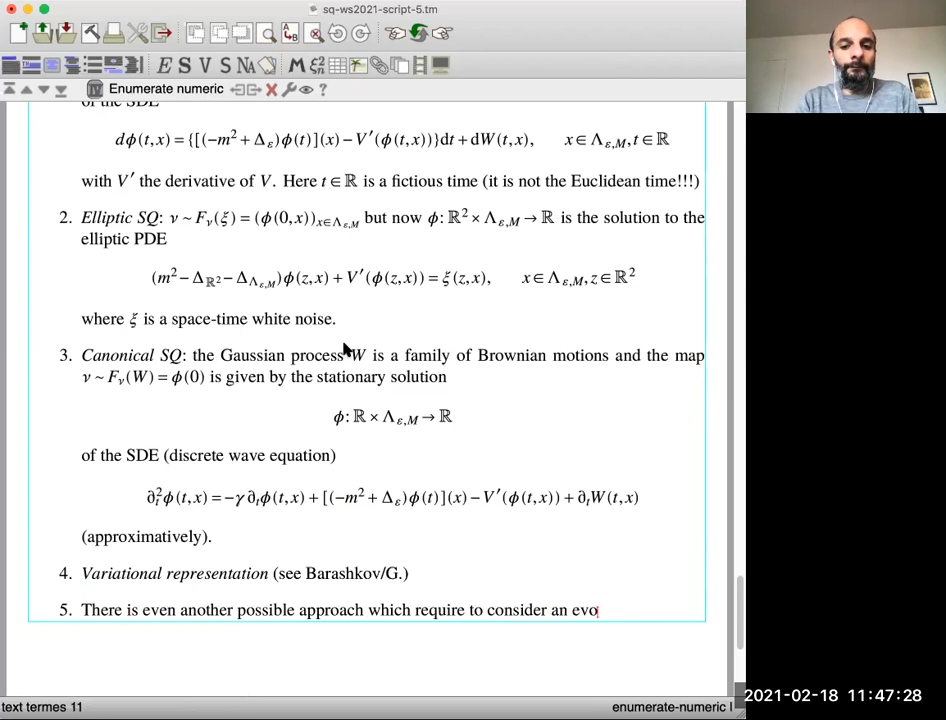 sq-ws2021-script-5.tm
E S V S NA
Enumerate numeric
of the SDE
dϕ(t,x) = {[(−m²+Δ_ε)ϕ(t)](x) − V′(ϕ(t,x))}dt + dW(t,x), x∈Λ_{ε,M}, t∈ℝ
with V′ the derivative of V. Here t∈ℝ is a fictious time (it is not the Euclidean time!!!)
2. Elliptic SQ: ν ~ F_ν(ξ) = (ϕ(0,x))_{x∈Λ_{ε,M}} but now ϕ: ℝ² × Λ_{ε,M} → ℝ is the solution to the
elliptic PDE
(m² − Δ_{ℝ²} − Δ_{Λ_{ε,M}})ϕ(z,x) + V′(ϕ(z,x)) = ξ(z,x), x∈Λ_{ε,M}, z∈ℝ²
where ξ is a space-time white noise.
3. Canonical SQ: the Gaussian process W is a family of Brownian motions and the map
ν ~ F_ν(W) = ϕ(0) is given by the stationary solution
ϕ: ℝ × Λ_{ε,M} → ℝ
of the SDE (discrete wave equation)
∂_t²ϕ(t,x) = −γ∂_tϕ(t,x) + [(−m²+Δ_ε)ϕ(t)](x) − V′(ϕ(t,x)) + ∂_tW(t,x)
(approximatively).
4. Variational representation (see Barashkov/G.)
5. There is even another possible approach which require to consider an evo
text termes 11
enumerate-numeric l
2021-02-18 11:47:28